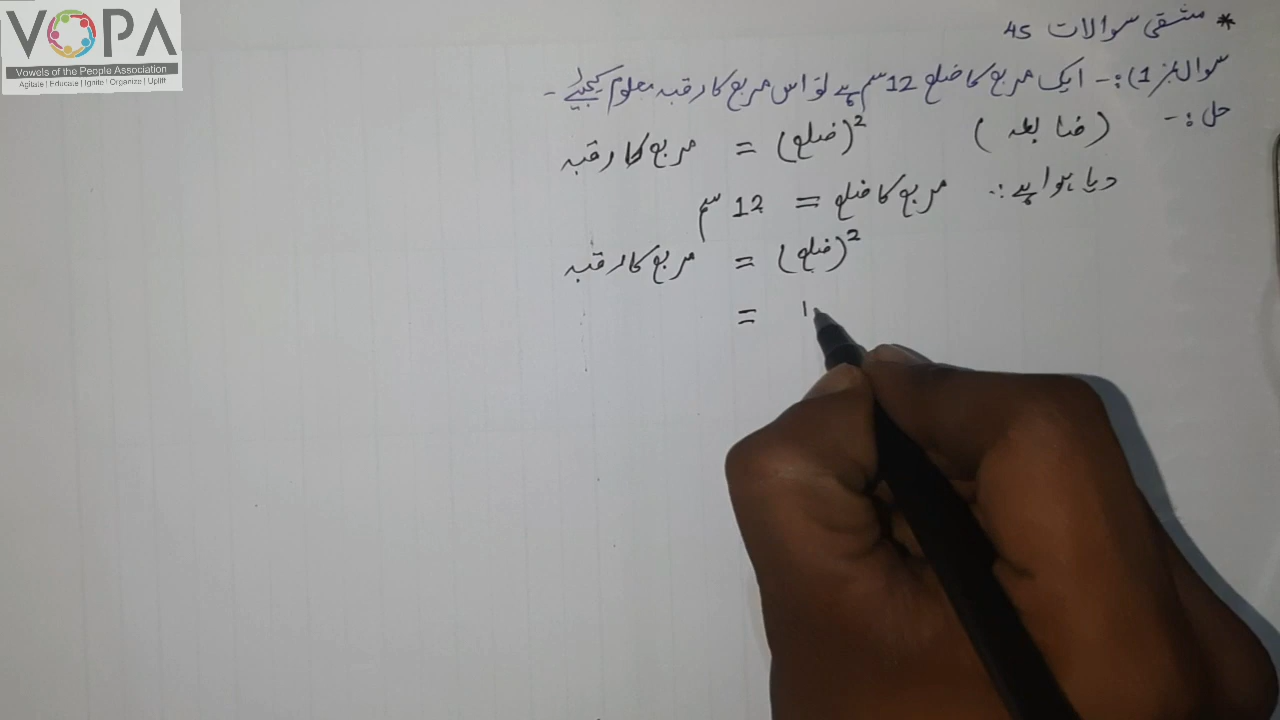 VOPA
Vowels of the People Association
Agitate | Educate | Ignite | Organize | Uplift
* مشقی سوالات 45
سوال نمبر 1) :- ایک مربع کا ضلع 12 سم ہے تو اس مربع کا رقبہ معلوم کیجیئے -
حل :- (ضابطہ) مربع کا رقبہ = (ضلع)²
دیا ہوا ہے :. مربع کا ضلع = 12 سم
مربع کا رقبہ = (ضلع)²
= 1